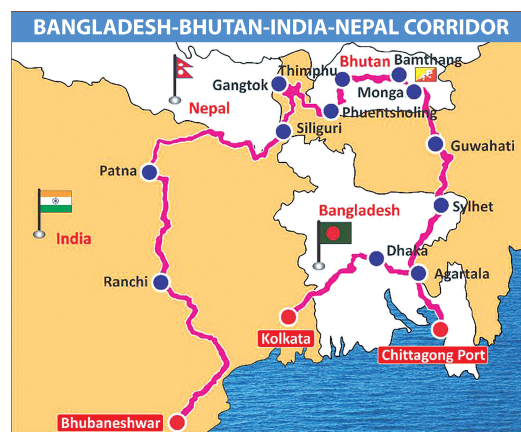 BANGLADESH-BHUTAN-INDIA-NEPAL CORRIDOR
Thimphu
Bhutan
Bamthang
Gangtok
Monga
Nepal
Phuentsholing
Siliguri
Guwahati
Patna
Bangladesh
Sylhet
India
Dhaka
Ranchi
Agartala
Kolkata
Chittagong Port
Bhubaneshwar